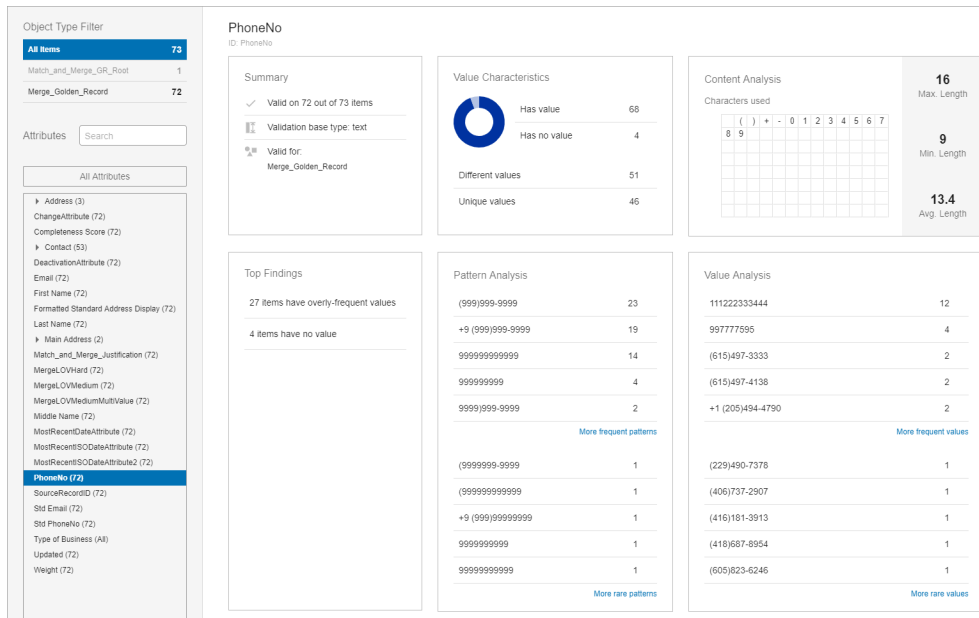 Object Type Filter
All Items 73
Match_and_Merge_GR_Root 1
Merge_Golden_Record 72
Attributes Search
All Attributes
Address (3)
ChangeAttribute (72)
Completeness Score (72)
Contact (53)
DeactivationAttribute (72)
Email (72)
First Name (72)
Formatted Standard Address Display (72)
Last Name (72)
Main Address (2)
Match_and_Merge_Justification (72)
MergeLOVHard (72)
MergeLOVMedium (72)
MergeLOVMediumMultiValue (72)
Middle Name (72)
MostRecentDateAttribute (72)
MostRecentISODateAttribute (72)
MostRecentISODateAttribute2 (72)
PhoneNo (72)
SourceRecordID (72)
Std Email (72)
Std PhoneNo (72)
Type of Business (All)
Updated (72)
Weight (72)
PhoneNo
ID: PhoneNo
Summary
Valid on 72 out of 73 items
Validation base type: text
Valid for:
Merge_Golden_Record
Value Characteristics
Has value 68
Has no value 4
Different values 51
Unique values 46
Content Analysis
Characters used
( ) + - 0 1 2 3 4 5 6 7
8 9
16
Max. Length
9
Min. Length
13.4
Avg. Length
Top Findings
27 items have overly-frequent values
4 items have no value
Pattern Analysis
(999)999-9999 23
+9 (999)999-9999 19
999999999999 14
999999999 4
9999)999-9999 2
More frequent patterns
(9999999-9999 1
(999999999999 1
+9 (999)99999999 1
9999999999 1
99999999999 1
More rare patterns
Value Analysis
111222333444 12
997777595 4
(615)497-3333 2
(615)497-4138 2
+1 (205)494-4790 2
More frequent values
(229)490-7378 1
(406)737-2907 1
(416)181-3913 1
(418)687-8954 1
(605)823-6246 1
More rare values